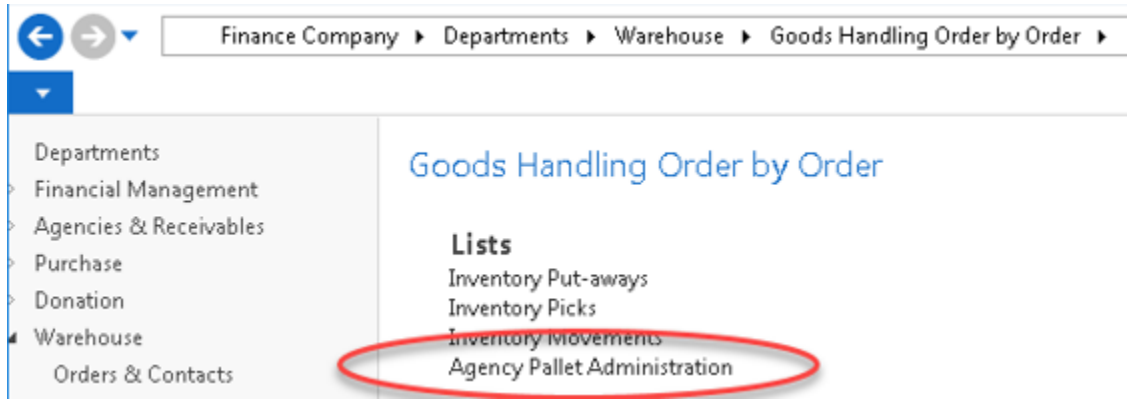 Finance Company ▸ Departments ▸ Warehouse ▸ Goods Handling Order by Order ▸
Departments
Financial Management
Agencies & Receivables
Purchase
Donation
Warehouse
Orders & Contacts
Goods Handling Order by Order
Lists
Inventory Put-aways
Inventory Picks
Inventory Movements
Agency Pallet Administration